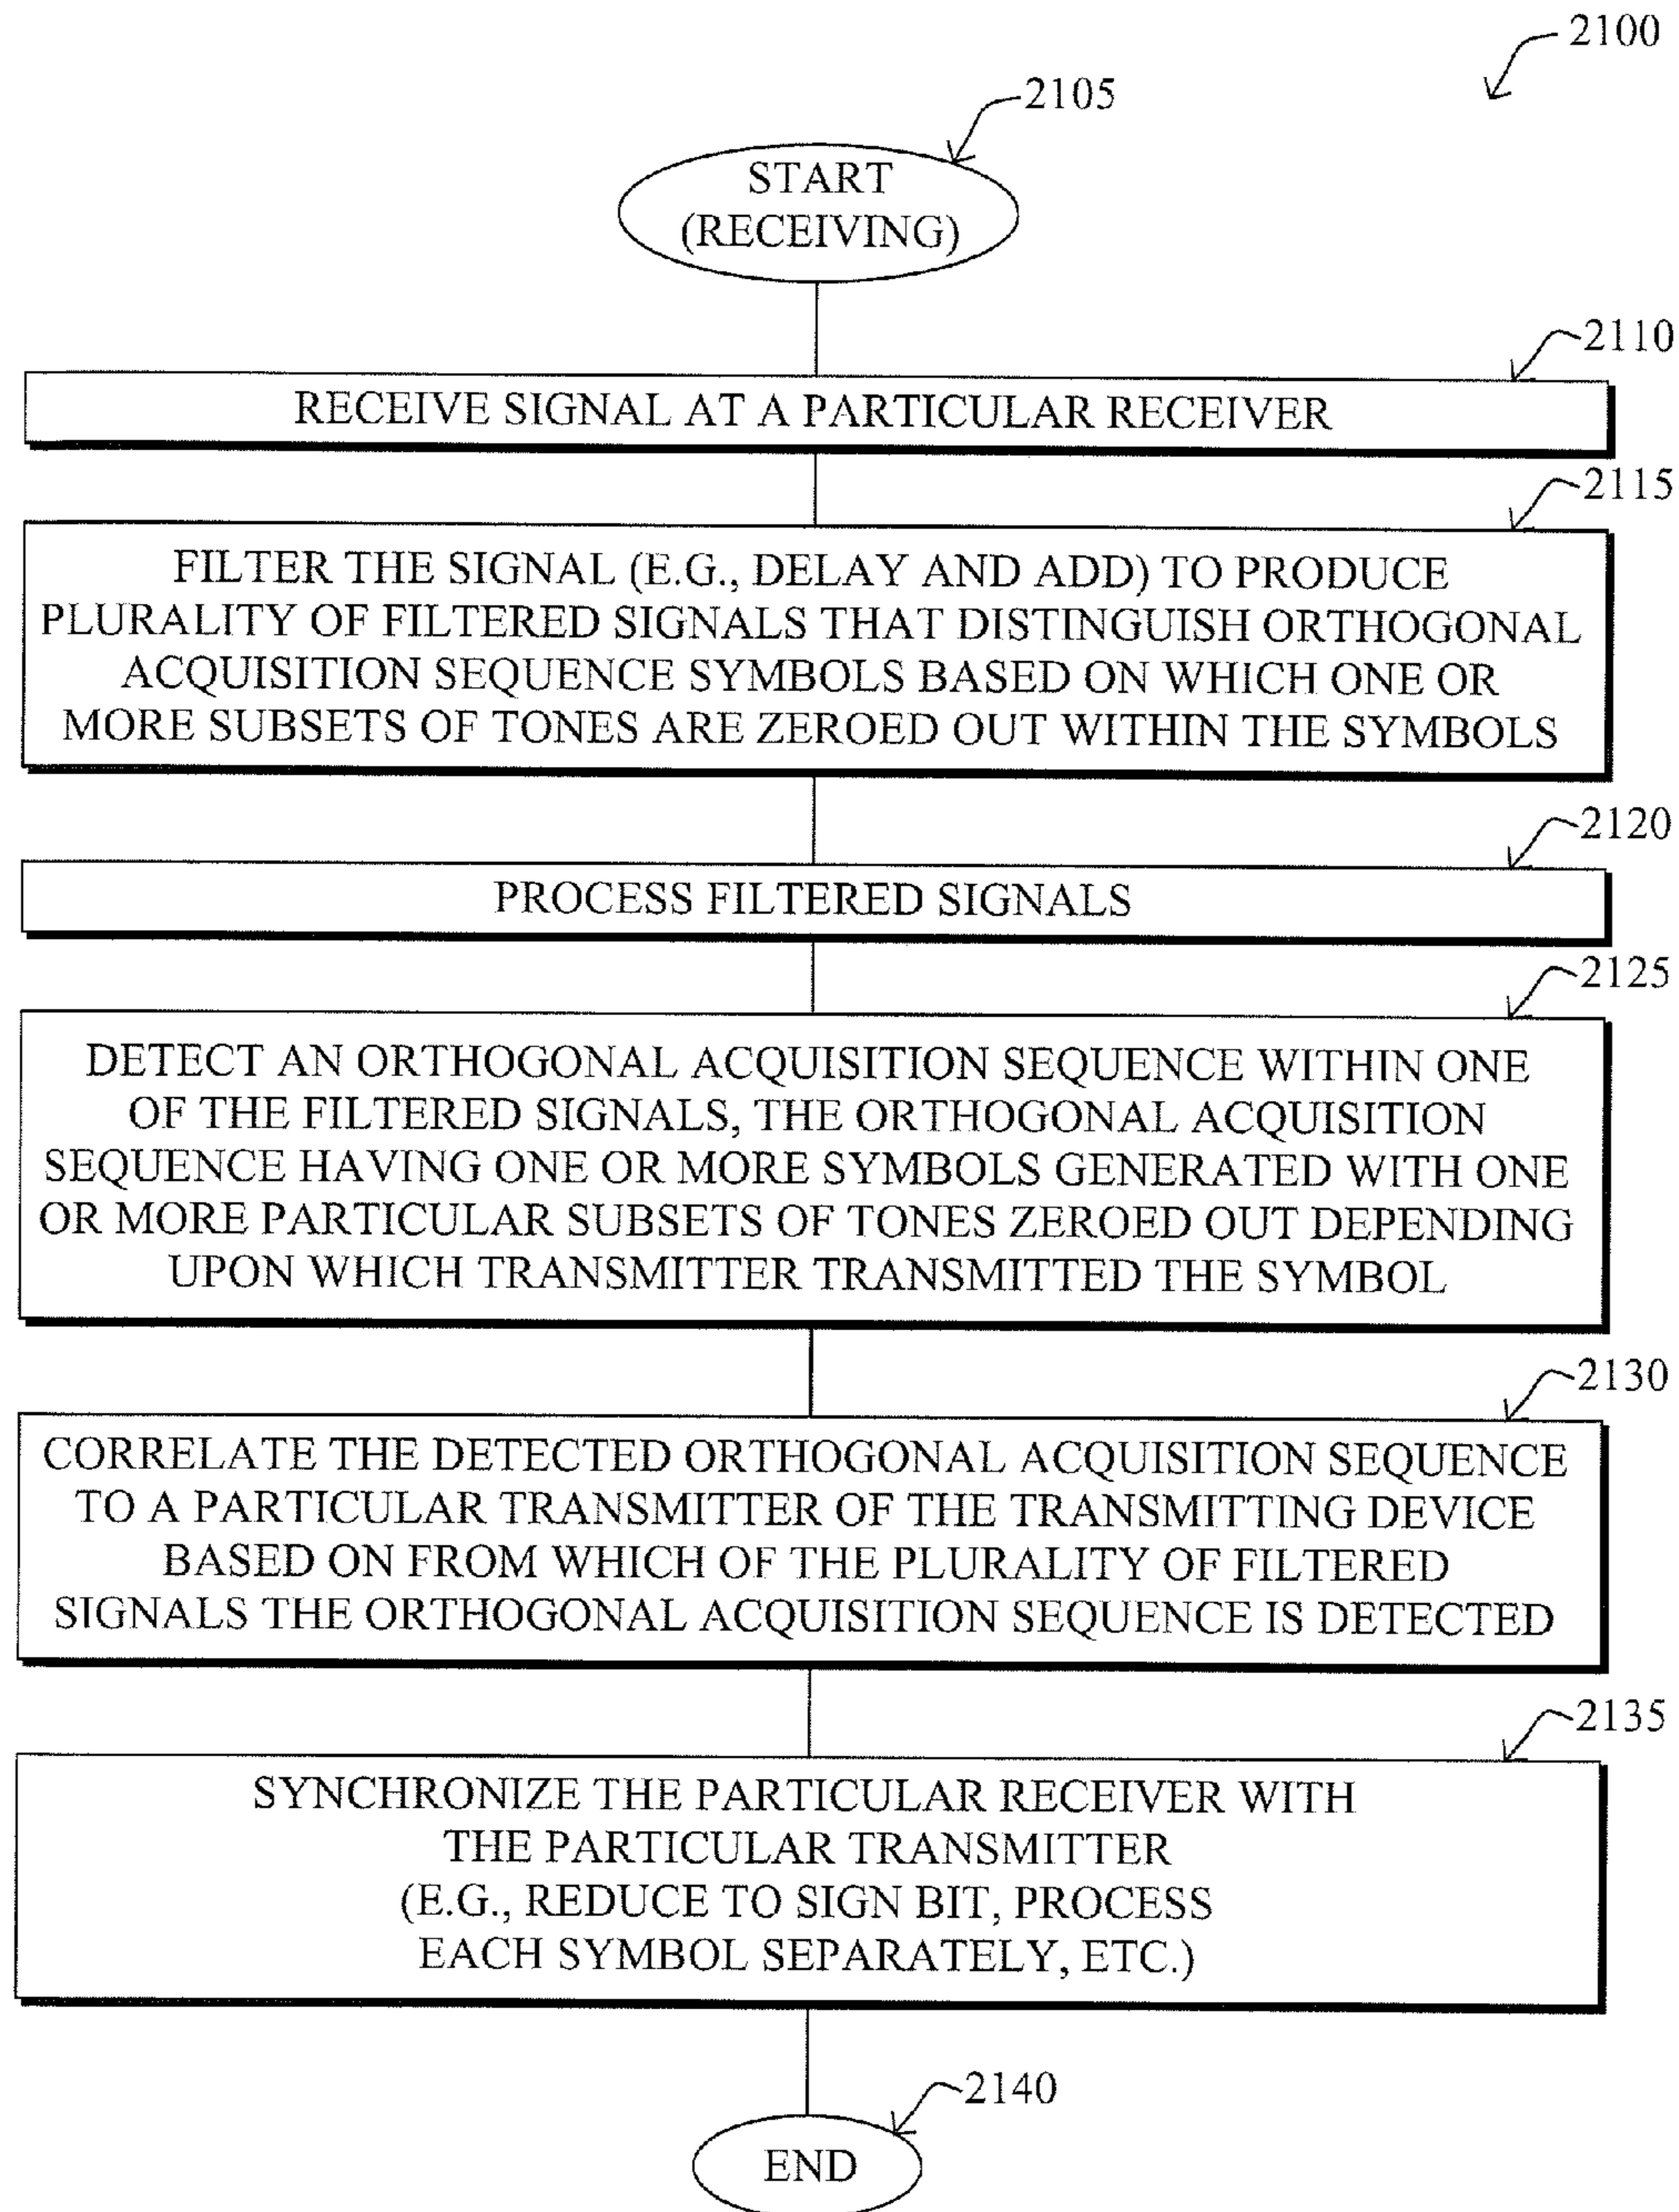 2100
2105
START
(RECEIVING)
2110
RECEIVE SIGNAL AT A PARTICULAR RECEIVER
2115
FILTER THE SIGNAL (E.G., DELAY AND ADD) TO PRODUCE
PLURALITY OF FILTERED SIGNALS THAT DISTINGUISH ORTHOGONAL
ACQUISITION SEQUENCE SYMBOLS BASED ON WHICH ONE OR
MORE SUBSETS OF TONES ARE ZEROED OUT WITHIN THE SYMBOLS
2120
PROCESS FILTERED SIGNALS
2125
DETECT AN ORTHOGONAL ACQUISITION SEQUENCE WITHIN ONE
OF THE FILTERED SIGNALS, THE ORTHOGONAL ACQUISITION
SEQUENCE HAVING ONE OR MORE SYMBOLS GENERATED WITH ONE
OR MORE PARTICULAR SUBSETS OF TONES ZEROED OUT DEPENDING
UPON WHICH TRANSMITTER TRANSMITTED THE SYMBOL
2130
CORRELATE THE DETECTED ORTHOGONAL ACQUISITION SEQUENCE
TO A PARTICULAR TRANSMITTER OF THE TRANSMITTING DEVICE
BASED ON FROM WHICH OF THE PLURALITY OF FILTERED
SIGNALS THE ORTHOGONAL ACQUISITION SEQUENCE IS DETECTED
2135
SYNCHRONIZE THE PARTICULAR RECEIVER WITH
THE PARTICULAR TRANSMITTER
(E.G., REDUCE TO SIGN BIT, PROCESS
EACH SYMBOL SEPARATELY, ETC.)
2140
END